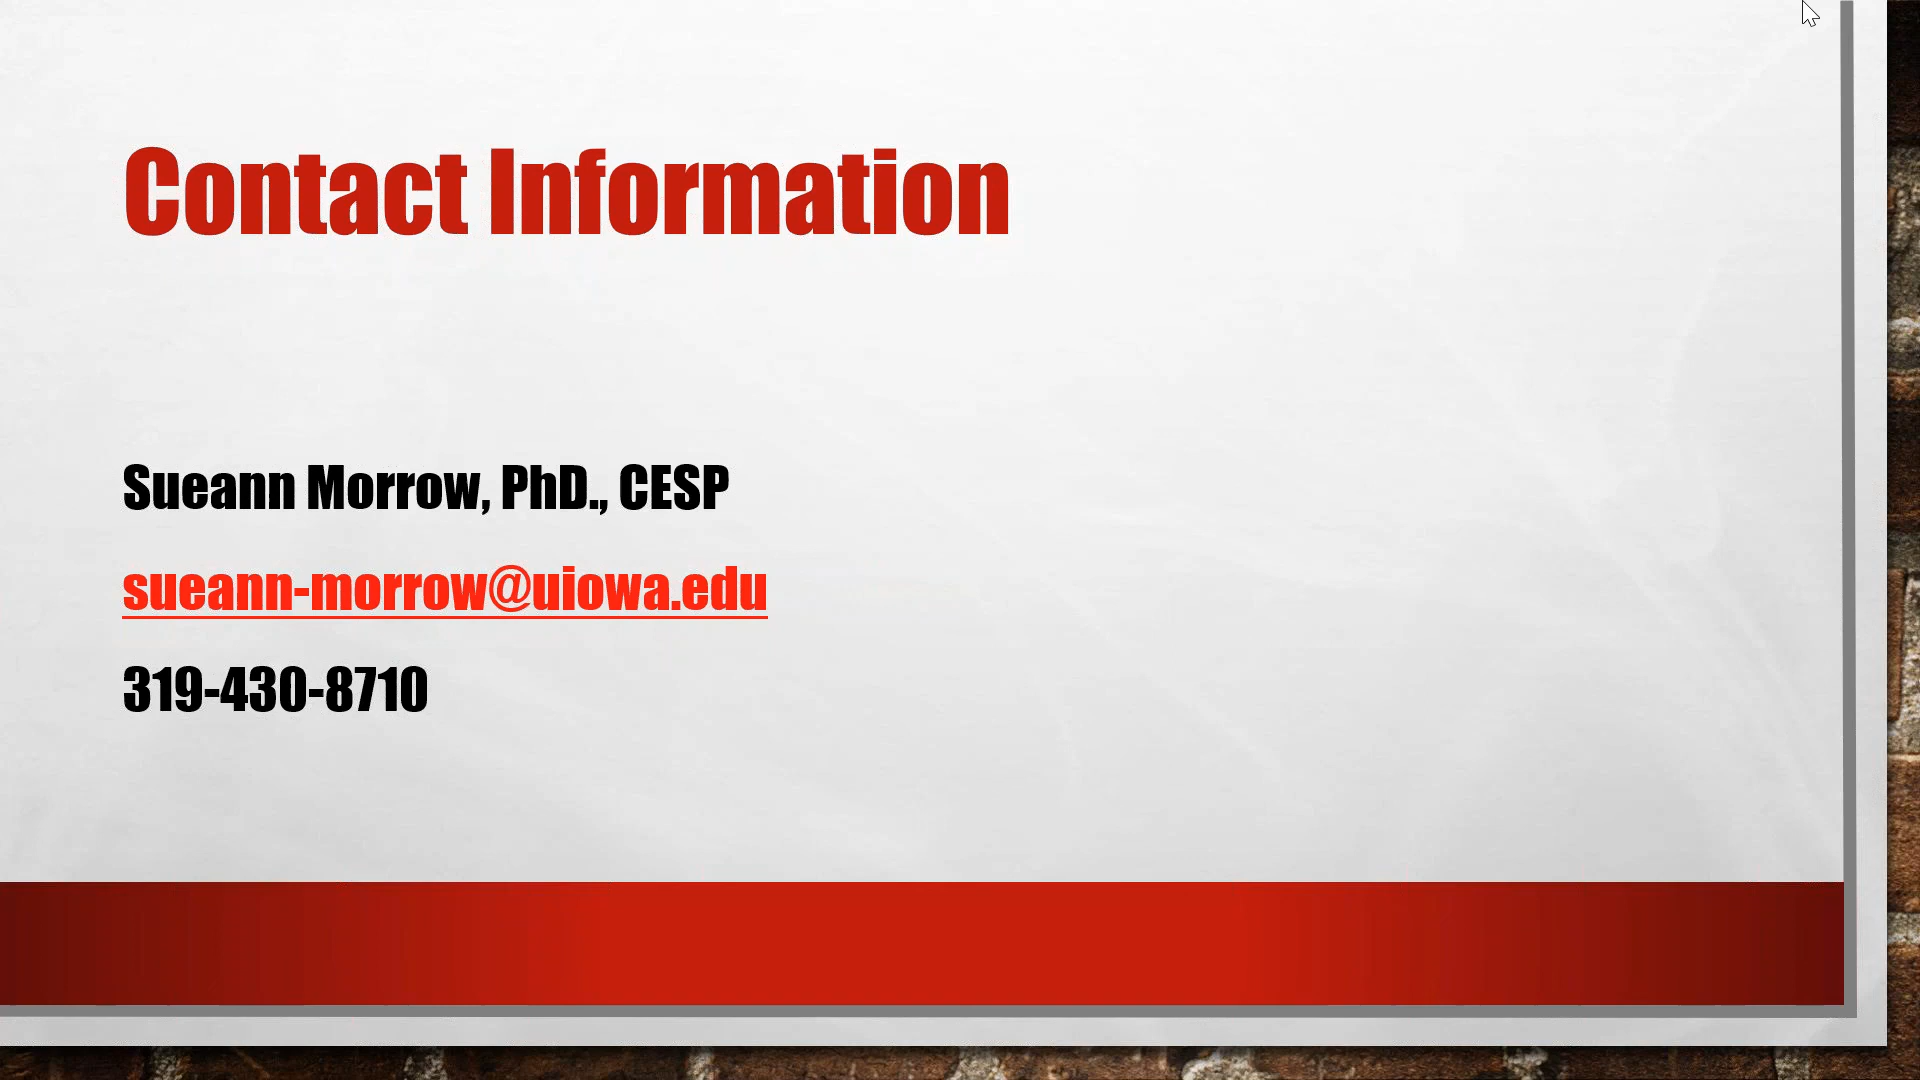 Contact Information
Sueann Morrow, PhD., CESP
sueann-morrow@uiowa.edu
319-430-8710